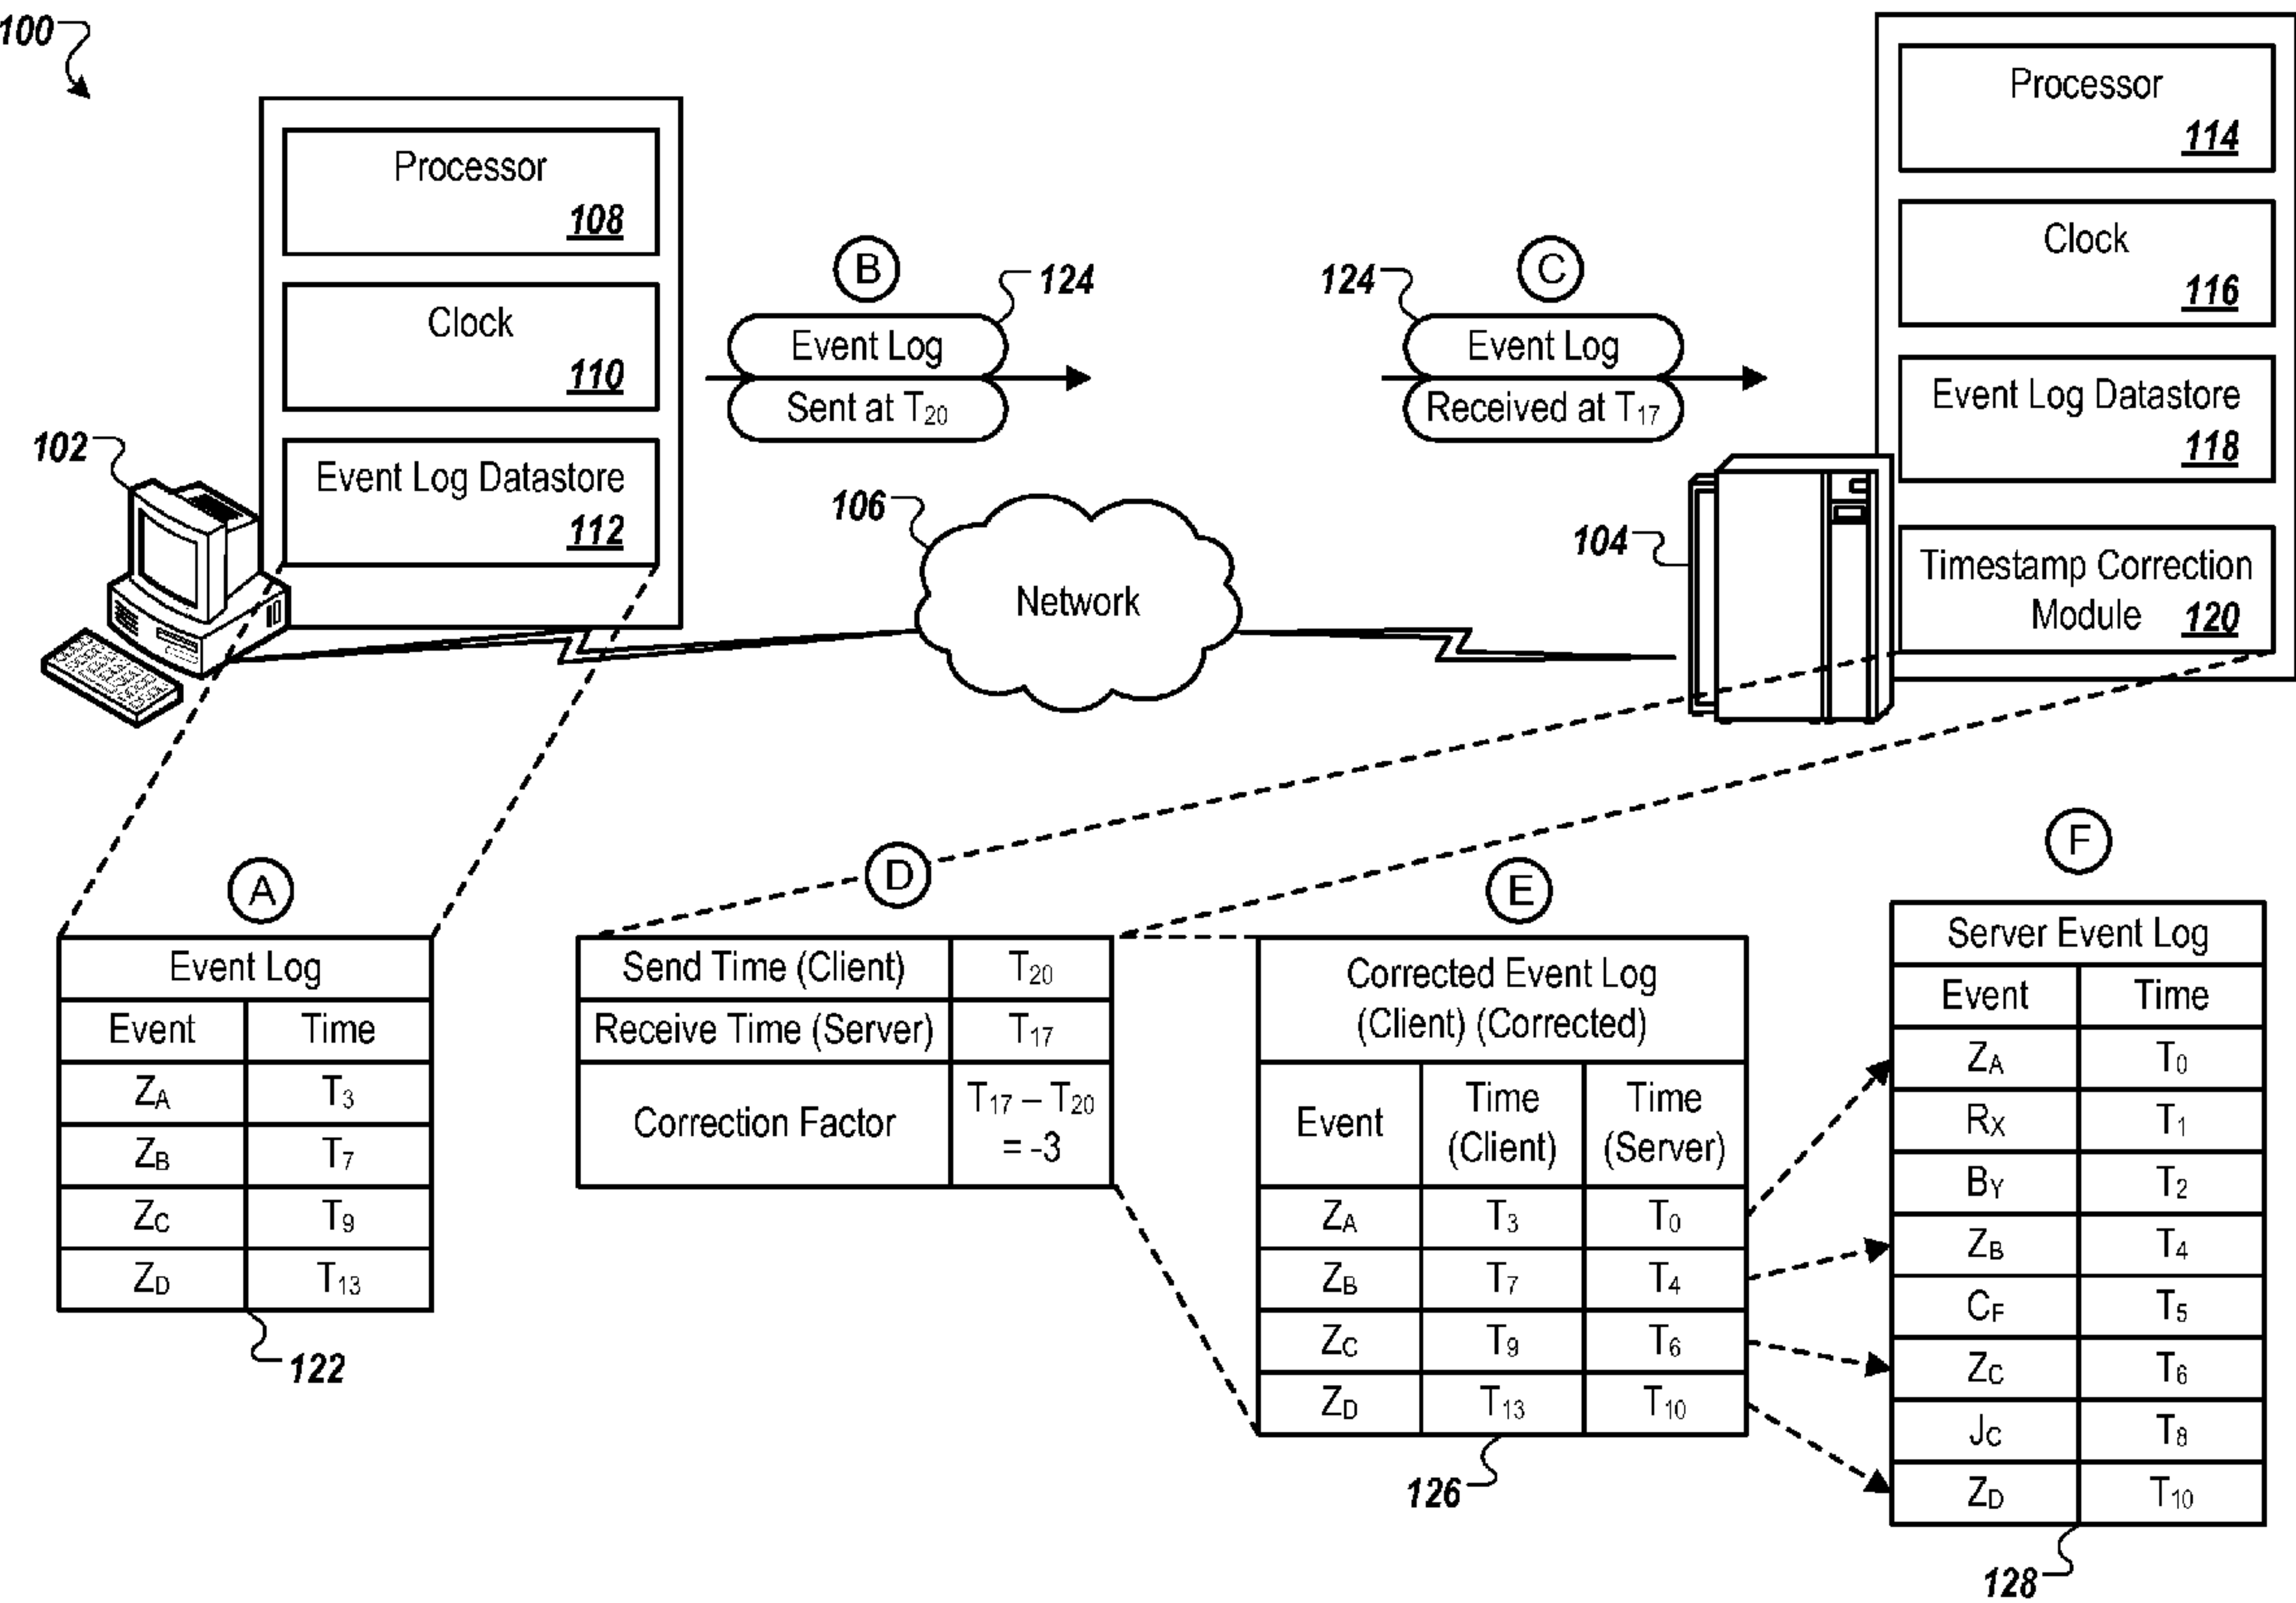 100
Processor
108
Clock
110
Event Log Datastore
112
102
B
124
Event Log
Sent at T20
124
C
Event Log
Received at T17
106
Network
104
Processor
114
Clock
116
Event Log Datastore
118
Timestamp Correction
Module 120
A
Event Log
Event Time
ZA T3
ZB T7
ZC T9
ZD T13
122
D
Send Time (Client) T20
Receive Time (Server) T17
Correction Factor T17 – T20
= -3
E
Corrected Event Log
(Client) (Corrected)
Event Time (Client) Time (Server)
ZA T3 T0
ZB T7 T4
ZC T9 T6
ZD T13 T10
126
F
Server Event Log
Event Time
ZA T0
RX T1
BY T2
ZB T4
CF T5
ZC T6
JC T8
ZD T10
128